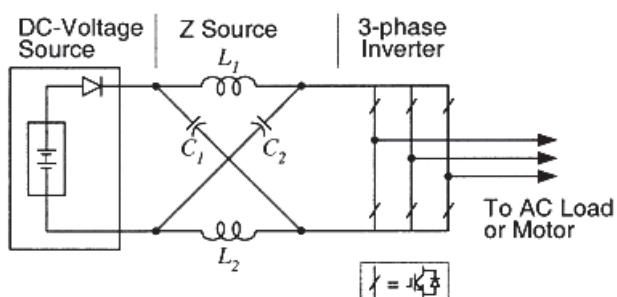 DC-Voltage
Source
Z Source
3-phase
Inverter
L1
C1
C2
L2
To AC Load
or Motor
=